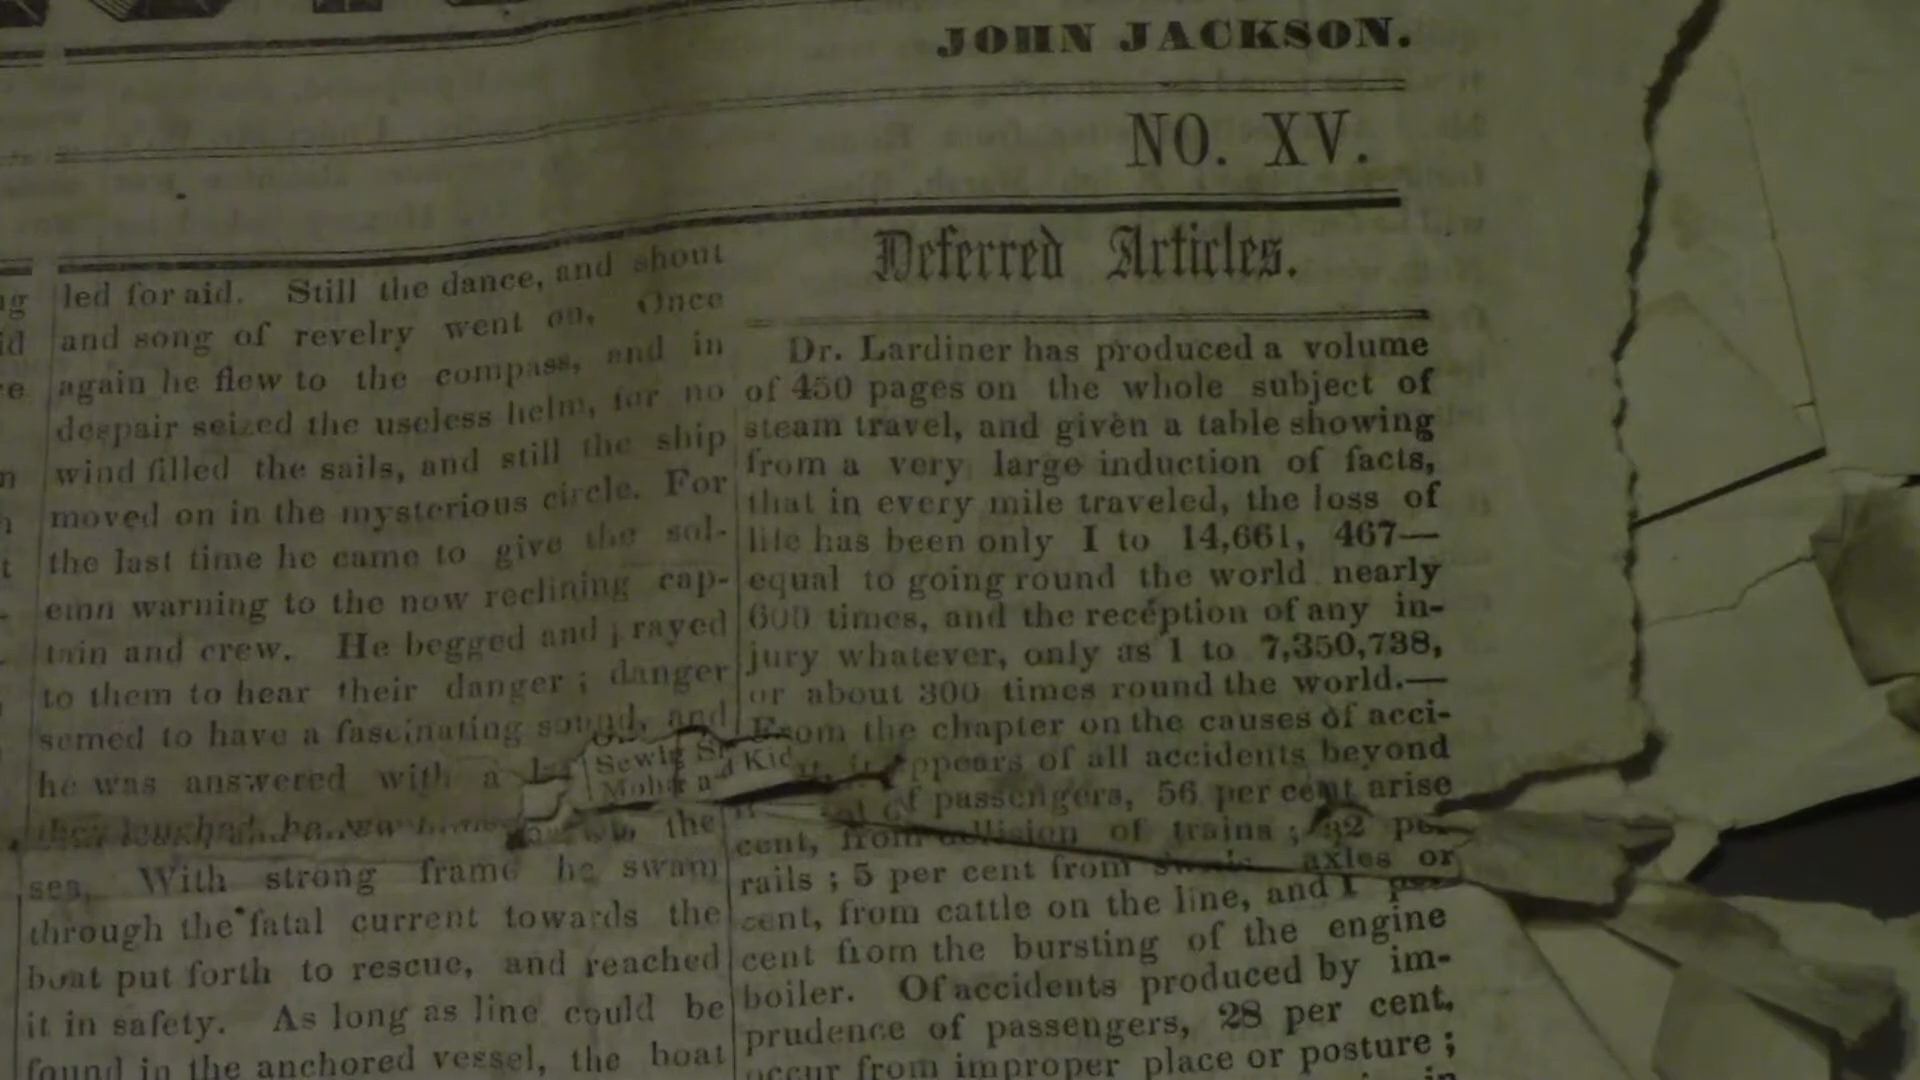 JOHN JACKSON.
NO. XV.
led for aid. Still the dance, and shout
and song of revelry went on, Once
again he flew to the compass, and in
despair seized the useless helm, for no
wind filled the sails, and still the ship
moved on in the mysterious circle. For
the last time he came to give the sol-
emn warning to the now reclining cap-
tain and crew. He begged and prayed
to them to hear their danger; danger
semed to have a fascinating sound, and
he was answered with a
they laughed, he the
sea, With strong frame he swam
through the fatal current towards the
boat put forth to rescue, and reached
it in safety. As long as line could be
found in the anchored vessel, the boat
Deferred Articles.
Dr. Lardiner has produced a volume
of 450 pages on the whole subject of
steam travel, and given a table showing
from a very large induction of facts,
that in every mile traveled, the loss of
life has been only I to 14,661, 467—
equal to going round the world nearly
600 times, and the reception of any in-
jury whatever, only as 1 to 7,350,738,
or about 300 times round the world.—
From the chapter on the causes of acci-
it appears of all accidents beyond
of passengers, 56 per cent arise
cent, from collision of trains; 32 per
rails; 5 per cent from axles or
cent, from cattle on the line, and 1 per
cent from the bursting of the engine
boiler. Of accidents produced by im-
prudence of passengers, 28 per cent.
occur from improper place or posture;
in
Sewig
Kid